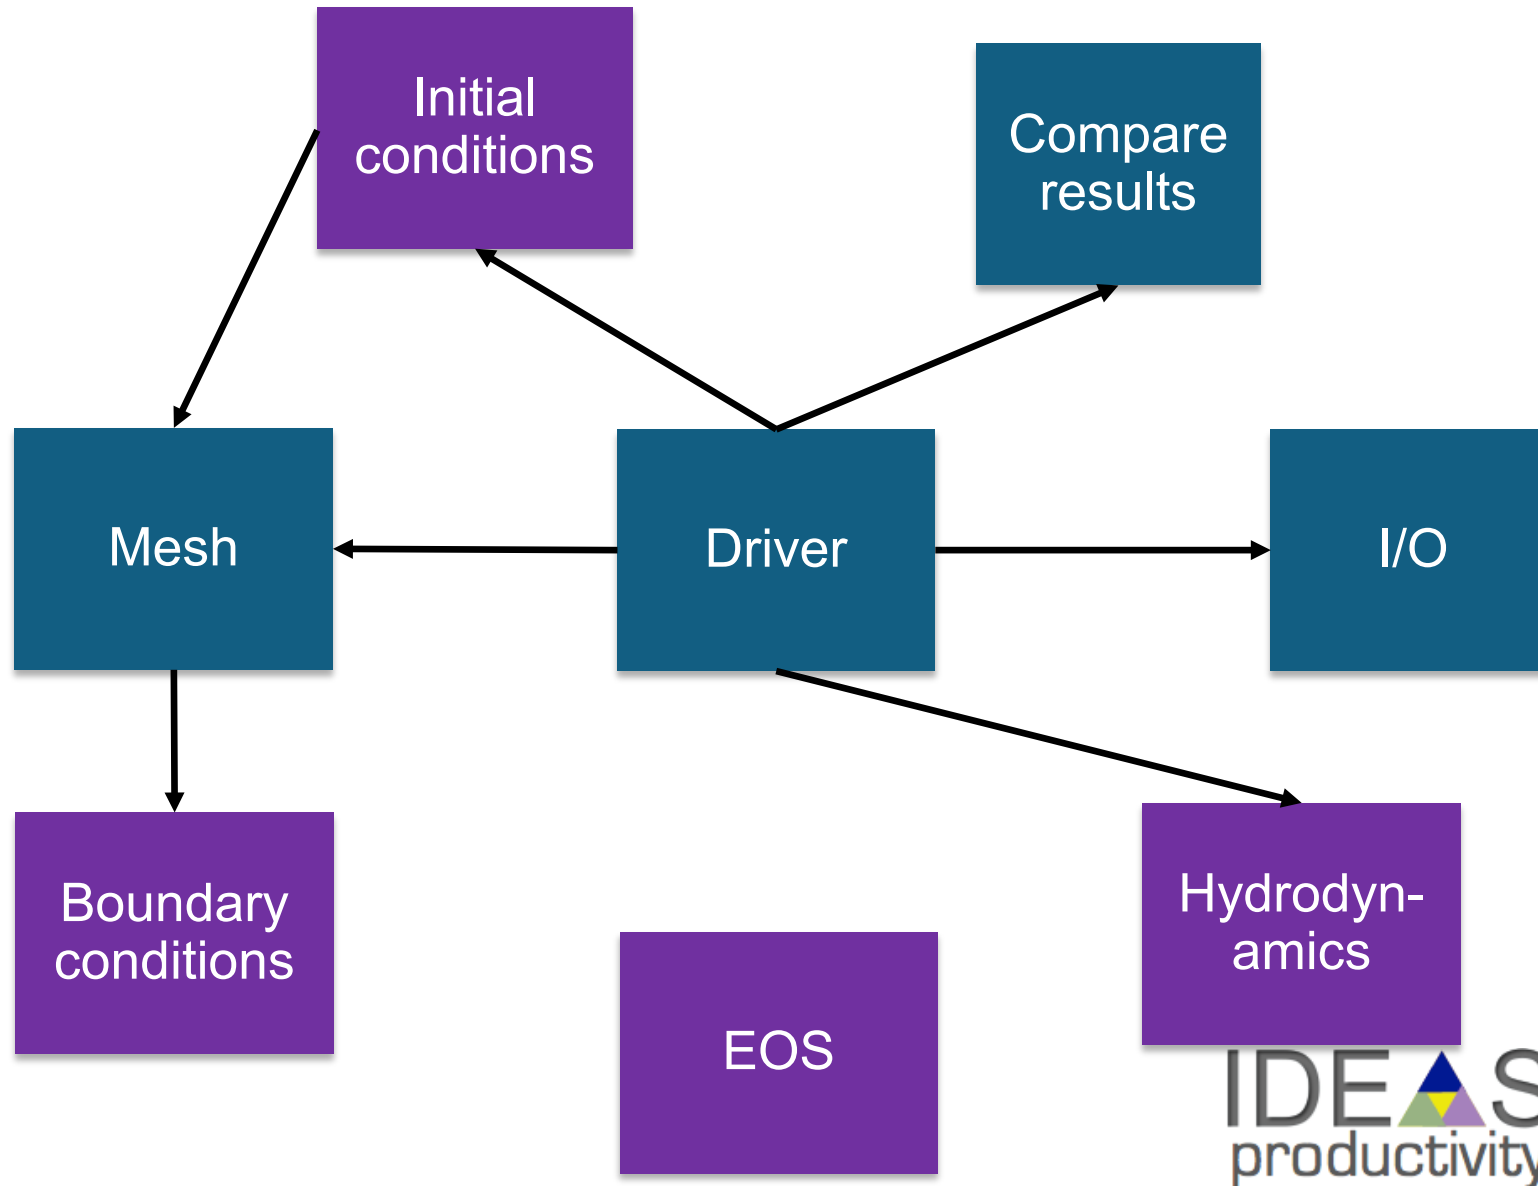 Initial
conditions
Compare
results
Mesh
Driver
I/O
Boundary
conditions
Hydrodyn-
amics
EOS
IDEAS
productivity